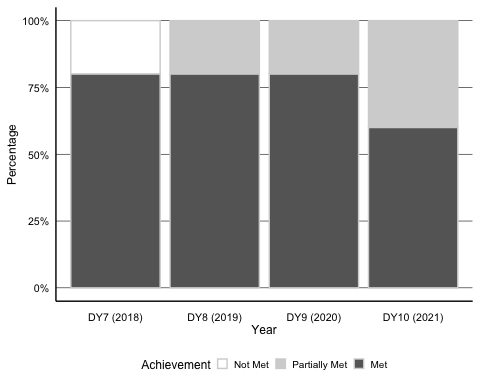 100%
75%
50%
25%
0%
Percentage
DY7 (2018) DY8 (2019) DY9 (2020) DY10 (2021)
Year
Achievement Not Met Partially Met Met